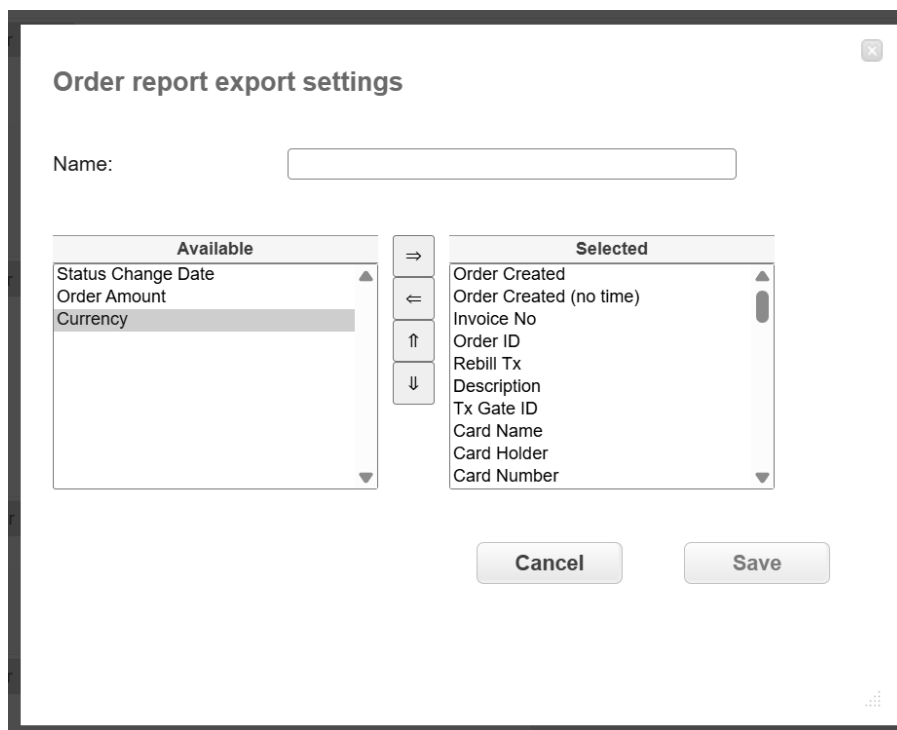 Order report export settings
Name:
Available
Status Change Date
Order Amount
Currency
⇒
⇐
⇑
⇓
Selected
Order Created
Order Created (no time)
Invoice No
Order ID
Rebill Tx
Description
Tx Gate ID
Card Name
Card Holder
Card Number
Cancel
Save